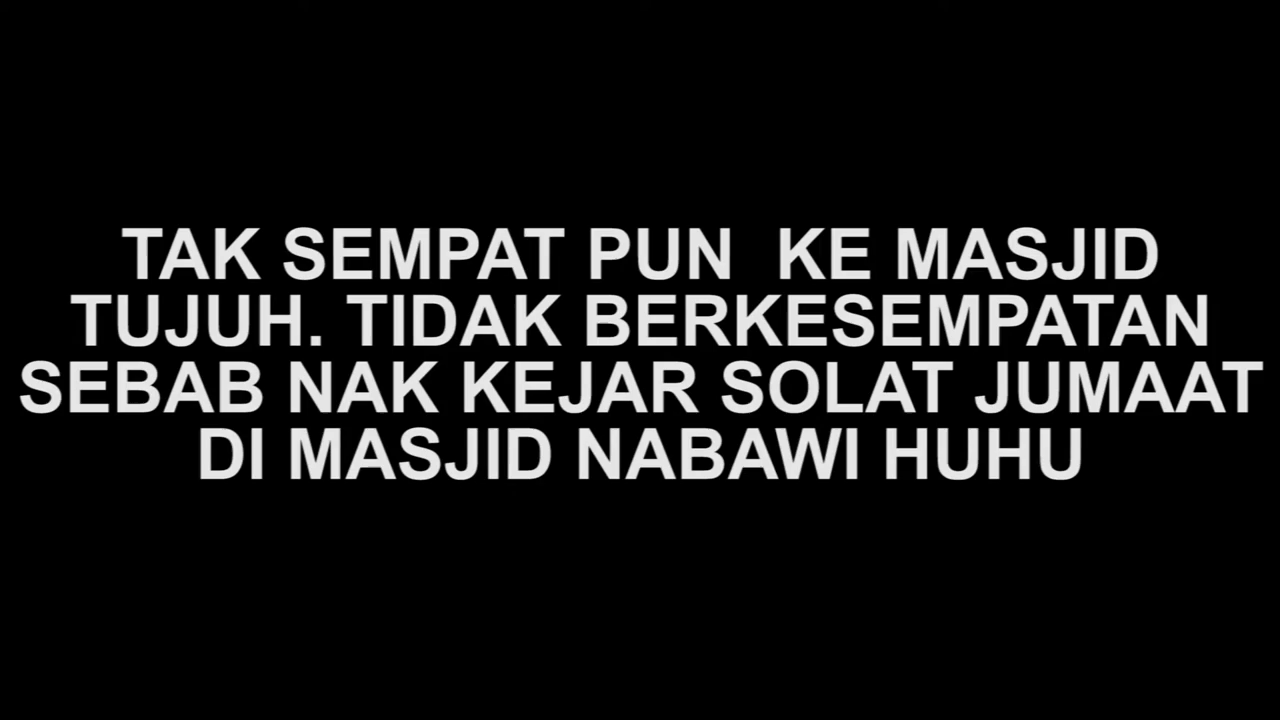 TAK SEMPAT PUN  KE MASJID
TUJUH. TIDAK BERKESEMPATAN
SEBAB NAK KEJAR SOLAT JUMAAT
DI MASJID NABAWI HUHU